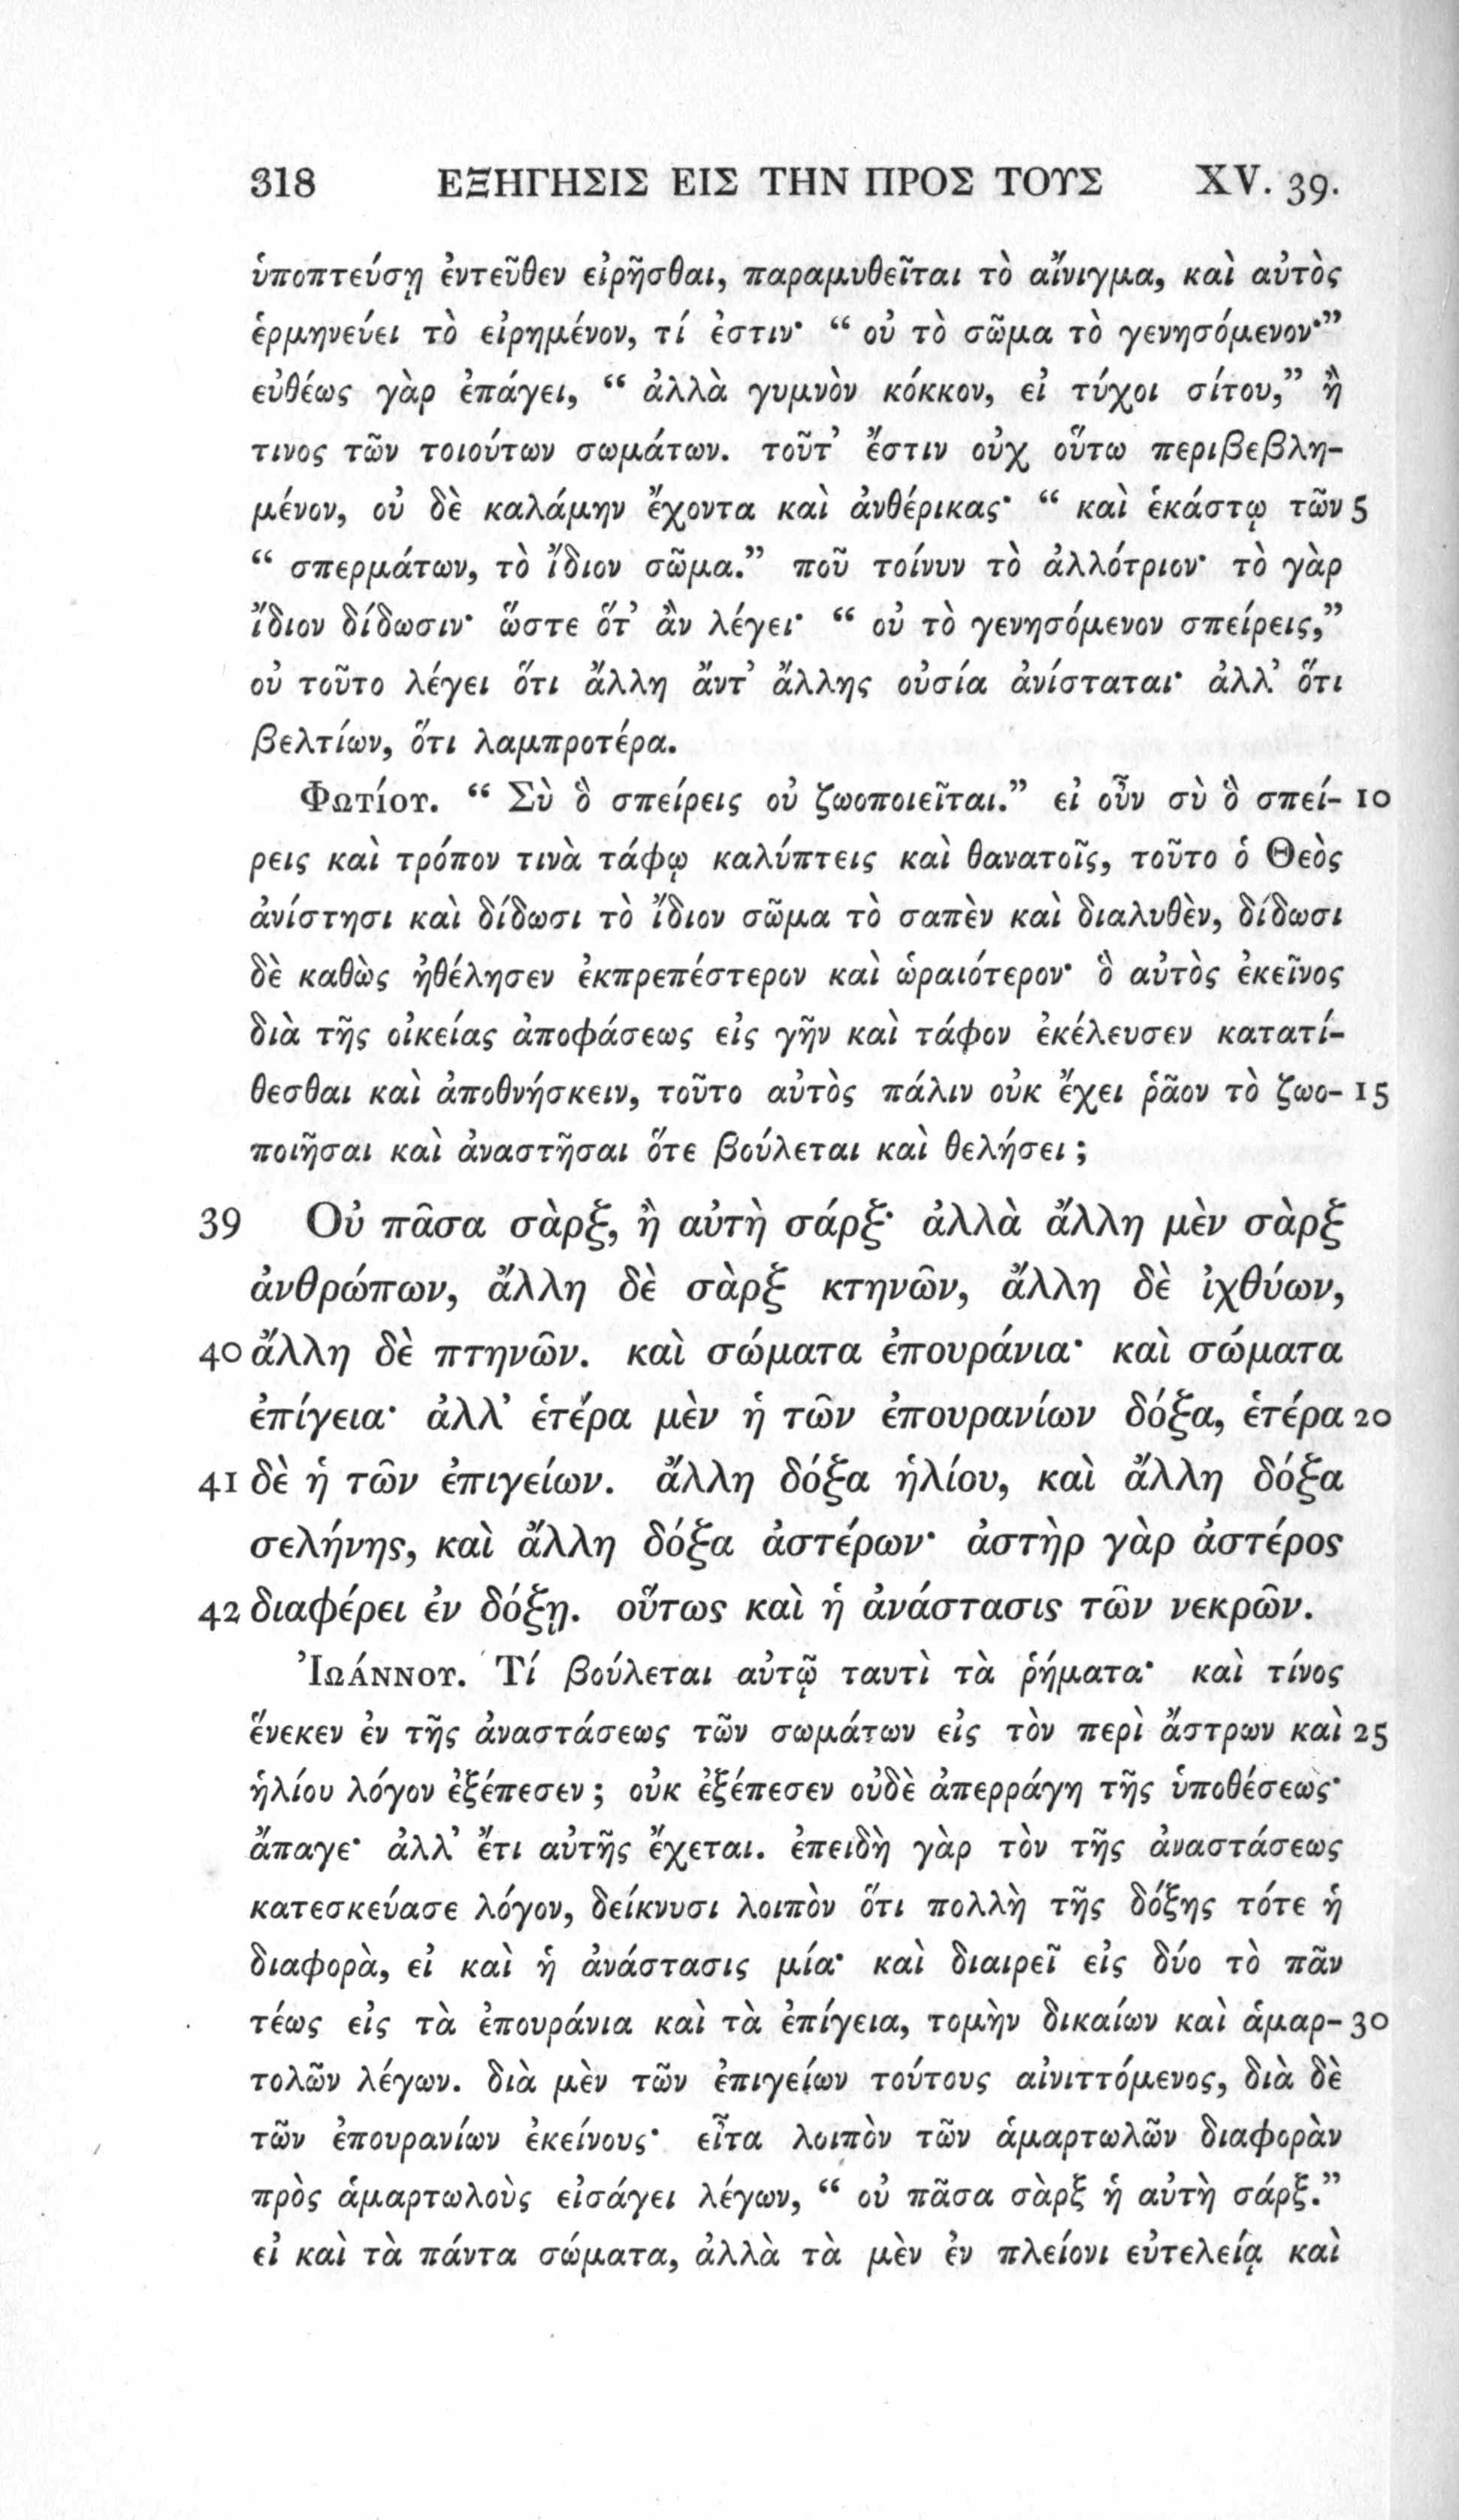 318 ΕΞΗΓΗΣΙΣ ΕΙΣ ΤΗΝ ΠΡΟΣ ΤΟΥΣ XV. 39.
ὑποπτεύσῃ ἐντεῦθεν εἰρῆσθαι, παραμυθεῖται τὸ αἴνιγμα, καὶ αὐτὸς
ἑρμηνεύει τὸ εἰρημένον, τί ἐστιν· “ οὐ τὸ σῶμα τὸ γενησόμενον·”
εὐθέως γὰρ ἐπάγει, “ ἀλλὰ γυμνὸν κόκκον, εἰ τύχοι σίτου,” ἢ
τινος τῶν τοιούτων σωμάτων. τοῦτ’ ἔστιν οὐχ οὕτω περιβεβλη-
μένον, οὐ δὲ καλάμην ἔχοντα καὶ ἀνθέρικας· “ καὶ ἑκάστῳ τῶν 5
“ σπερμάτων, τὸ ἴδιον σῶμα.” ποῦ τοίνυν τὸ ἀλλότριον· τὸ γὰρ
ἴδιον δίδωσιν· ὥστε ὅτ’ ἂν λέγει· “ οὐ τὸ γενησόμενον σπείρεις,”
οὐ τοῦτο λέγει ὅτι ἄλλη ἄντ’ ἄλλης οὐσία ἀνίσταται· ἀλλ’ ὅτι
βελτίων, ὅτι λαμπροτέρα.
Φωτίου. “ Σὺ ὃ σπείρεις οὐ ζωοποιεῖται.” εἰ οὖν σὺ ὃ σπεί- 10
ρεις καὶ τρόπον τινὰ τάφῳ καλύπτεις καὶ θανατοῖς, τοῦτο ὁ Θεὸς
ἀνίστησι καὶ δίδωσι τὸ ἴδιον σῶμα τὸ σαπὲν καὶ διαλυθὲν, δίδωσι
δὲ καθὼς ἠθέλησεν ἐκπρεπέστερον καὶ ὡραιότερον· ὃ αὐτὸς ἐκεῖνος
διὰ τῆς οἰκείας ἀποφάσεως εἰς γῆν καὶ τάφον ἐκέλευσεν κατατί-
θεσθαι καὶ ἀποθνήσκειν, τοῦτο αὐτὸς πάλιν οὐκ ἔχει ῥᾶον τὸ ζωο- 15
ποιῆσαι καὶ ἀναστῆσαι ὅτε βούλεται καὶ θελήσει ;
39 Οὐ πᾶσα σὰρξ, ἢ αὐτὴ σάρξ· ἀλλὰ ἄλλη μὲν σὰρξ
ἀνθρώπων, ἄλλη δὲ σὰρξ κτηνῶν, ἄλλη δὲ ἰχθύων,
40 ἄλλη δὲ πτηνῶν. καὶ σώματα ἐπουράνια· καὶ σώματα
ἐπίγεια· ἀλλ’ ἑτέρα μὲν ἡ τῶν ἐπουρανίων δόξα, ἑτέρα 20
41 δὲ ἡ τῶν ἐπιγείων. ἄλλη δόξα ἡλίου, καὶ ἄλλη δόξα
σελήνης, καὶ ἄλλη δόξα ἀστέρων· ἀστὴρ γὰρ ἀστέρος
42 διαφέρει ἐν δόξῃ. οὕτως καὶ ἡ ἀνάστασις τῶν νεκρῶν.
Ἰωάννου. Τί βούλεται αὐτῷ ταυτὶ τὰ ῥήματα· καὶ τίνος
ἕνεκεν ἐν τῆς ἀναστάσεως τῶν σωμάτων εἰς τὸν περὶ ἄστρων καὶ 25
ἡλίου λόγον ἐξέπεσεν ; οὐκ ἐξέπεσεν οὐδὲ ἀπερράγη τῆς ὑποθέσεως·
ἄπαγε· ἀλλ’ ἔτι αὐτῆς ἔχεται. ἐπειδὴ γὰρ τὸν τῆς ἀναστάσεως
κατεσκεύασε λόγον, δείκνυσι λοιπὸν ὅτι πολλὴ τῆς δόξης τότε ἡ
διαφορὰ, εἰ καὶ ἡ ἀνάστασις μία· καὶ διαιρεῖ εἰς δύο τὸ πᾶν
τέως εἰς τὰ ἐπουράνια καὶ τὰ ἐπίγεια, τομὴν δικαίων καὶ ἁμαρ- 30
τολῶν λέγων. διὰ μὲν τῶν ἐπιγείων τούτους αἰνιττόμενος, διὰ δὲ
τῶν ἐπουρανίων ἐκείνους· εἶτα λοιπὸν τῶν ἁμαρτωλῶν διαφορὰν
πρὸς ἁμαρτωλοὺς εἰσάγει λέγων, “ οὐ πᾶσα σὰρξ ἡ αὐτὴ σάρξ.”
εἰ καὶ τὰ πάντα σώματα, ἀλλὰ τὰ μὲν ἐν πλείονι εὐτελείᾳ καὶ